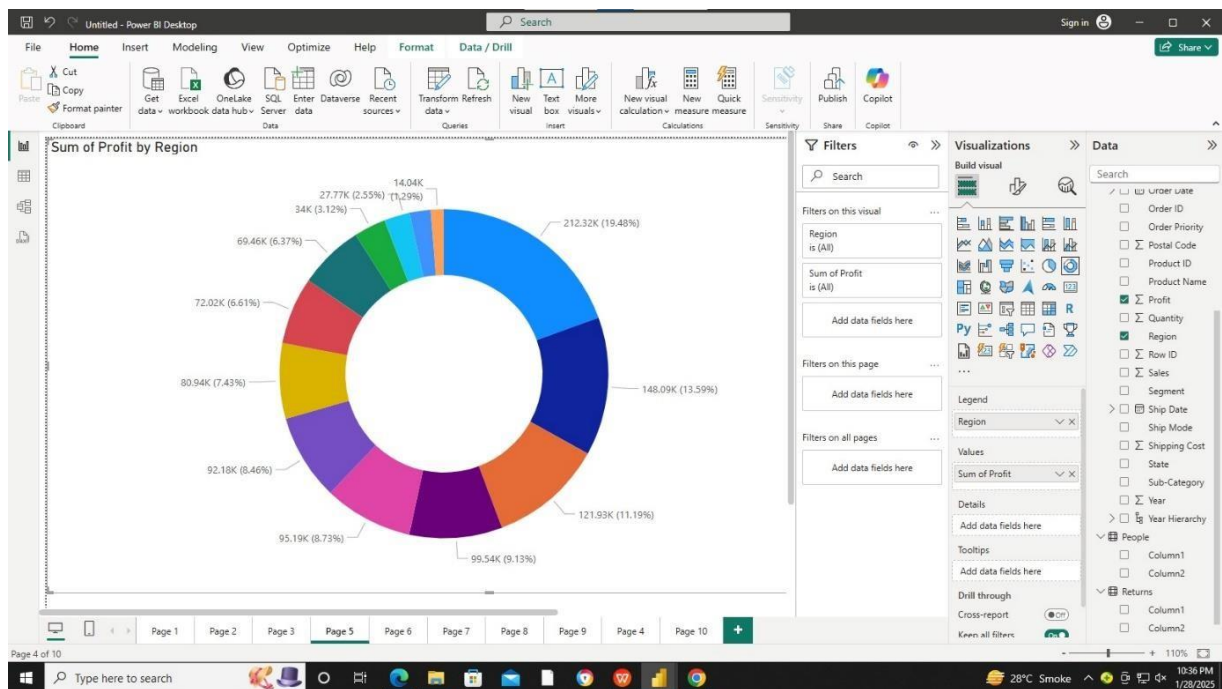 Untitled - Power BI Desktop
Search
Sign in
File Home Insert Modeling View Optimize Help Format Data / Drill
Share
Paste
Cut
Copy
Format painter
Get data
Excel workbook
OneLake data hub
SQL Server
Enter data
Dataverse
Recent sources
Transform data
Refresh
New visual
Text box
More visuals
New visual calculation
New measure
Quick measure
Sensitivity
Publish
Copilot
Clipboard
Data
Queries
Insert
Calculations
Sensitivity
Share
Copilot
Sum of Profit by Region
14.04K
(1.29%)
27.77K (2.55%)
34K (3.12%)
69.46K (6.37%)
72.02K (6.61%)
80.94K (7.43%)
92.18K (8.46%)
95.19K (8.73%)
99.54K (9.13%)
121.93K (11.19%)
148.09K (13.59%)
212.32K (19.48%)
Filters
Search
Filters on this visual
...
Region
is (All)
Sum of Profit
is (All)
Add data fields here
Filters on this page
...
Add data fields here
Filters on all pages
...
Add data fields here
Visualizations
Build visual
123
R
Py
...
Legend
Region
Values
Sum of Profit
Details
Add data fields here
Tooltips
Add data fields here
Drill through
Cross-report
Off
Keep all filters
On
Data
Search
Order Date
Order ID
Order Priority
Σ Postal Code
Product ID
Product Name
Σ Profit
Σ Quantity
Region
Σ Row ID
Σ Sales
Segment
Ship Date
Ship Mode
Σ Shipping Cost
State
Sub-Category
Σ Year
Year Hierarchy
People
Column1
Column2
Returns
Column1
Column2
Page 1 Page 2 Page 3 Page 5 Page 6 Page 7 Page 8 Page 9 Page 4 Page 10 +
Page 4 of 10
- + 110%
Type here to search
28°C Smoke
10:36 PM
1/28/2025